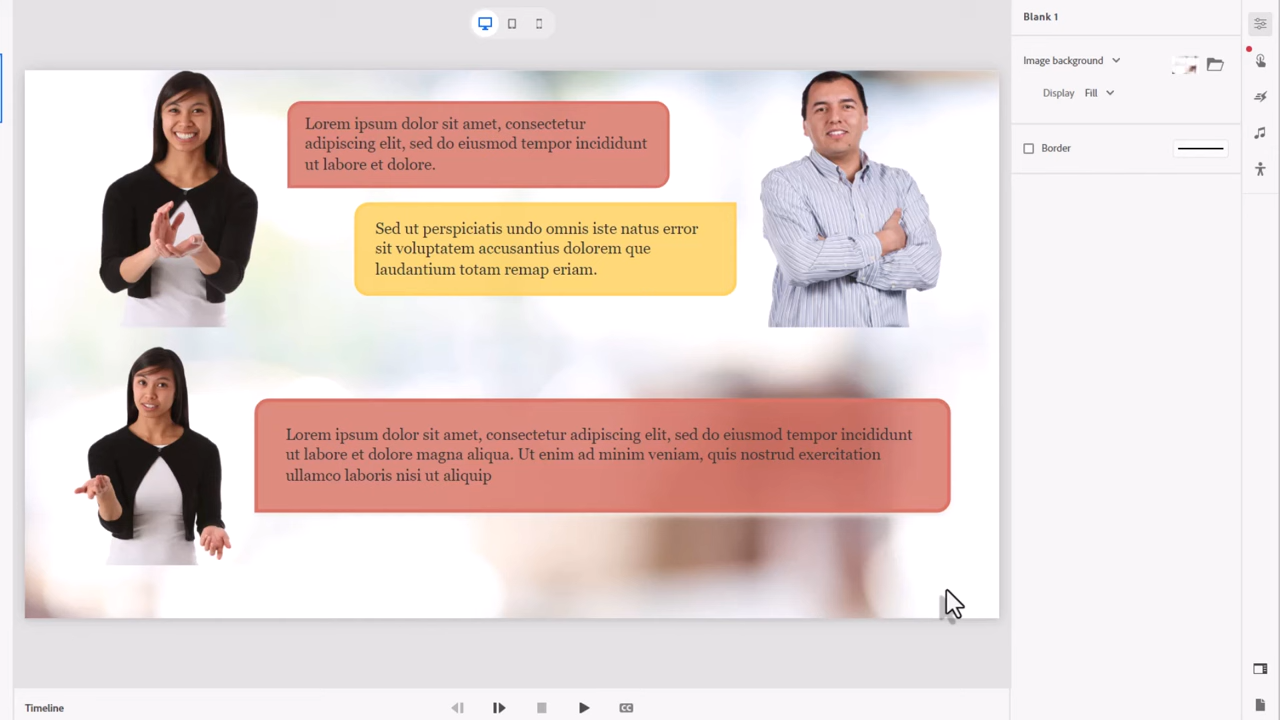 Blank 1
Image background
Display Fill
Border
Lorem ipsum dolor sit amet, consectetur
adipiscing elit, sed do eiusmod tempor incididunt
ut labore et dolore.
Sed ut perspiciatis undo omnis iste natus error
sit voluptatem accusantius dolorem que
laudantium totam remap eriam.
Lorem ipsum dolor sit amet, consectetur adipiscing elit, sed do eiusmod tempor incididunt
ut labore et dolore magna aliqua. Ut enim ad minim veniam, quis nostrud exercitation
ullamco laboris nisi ut aliquip
Timeline
CC